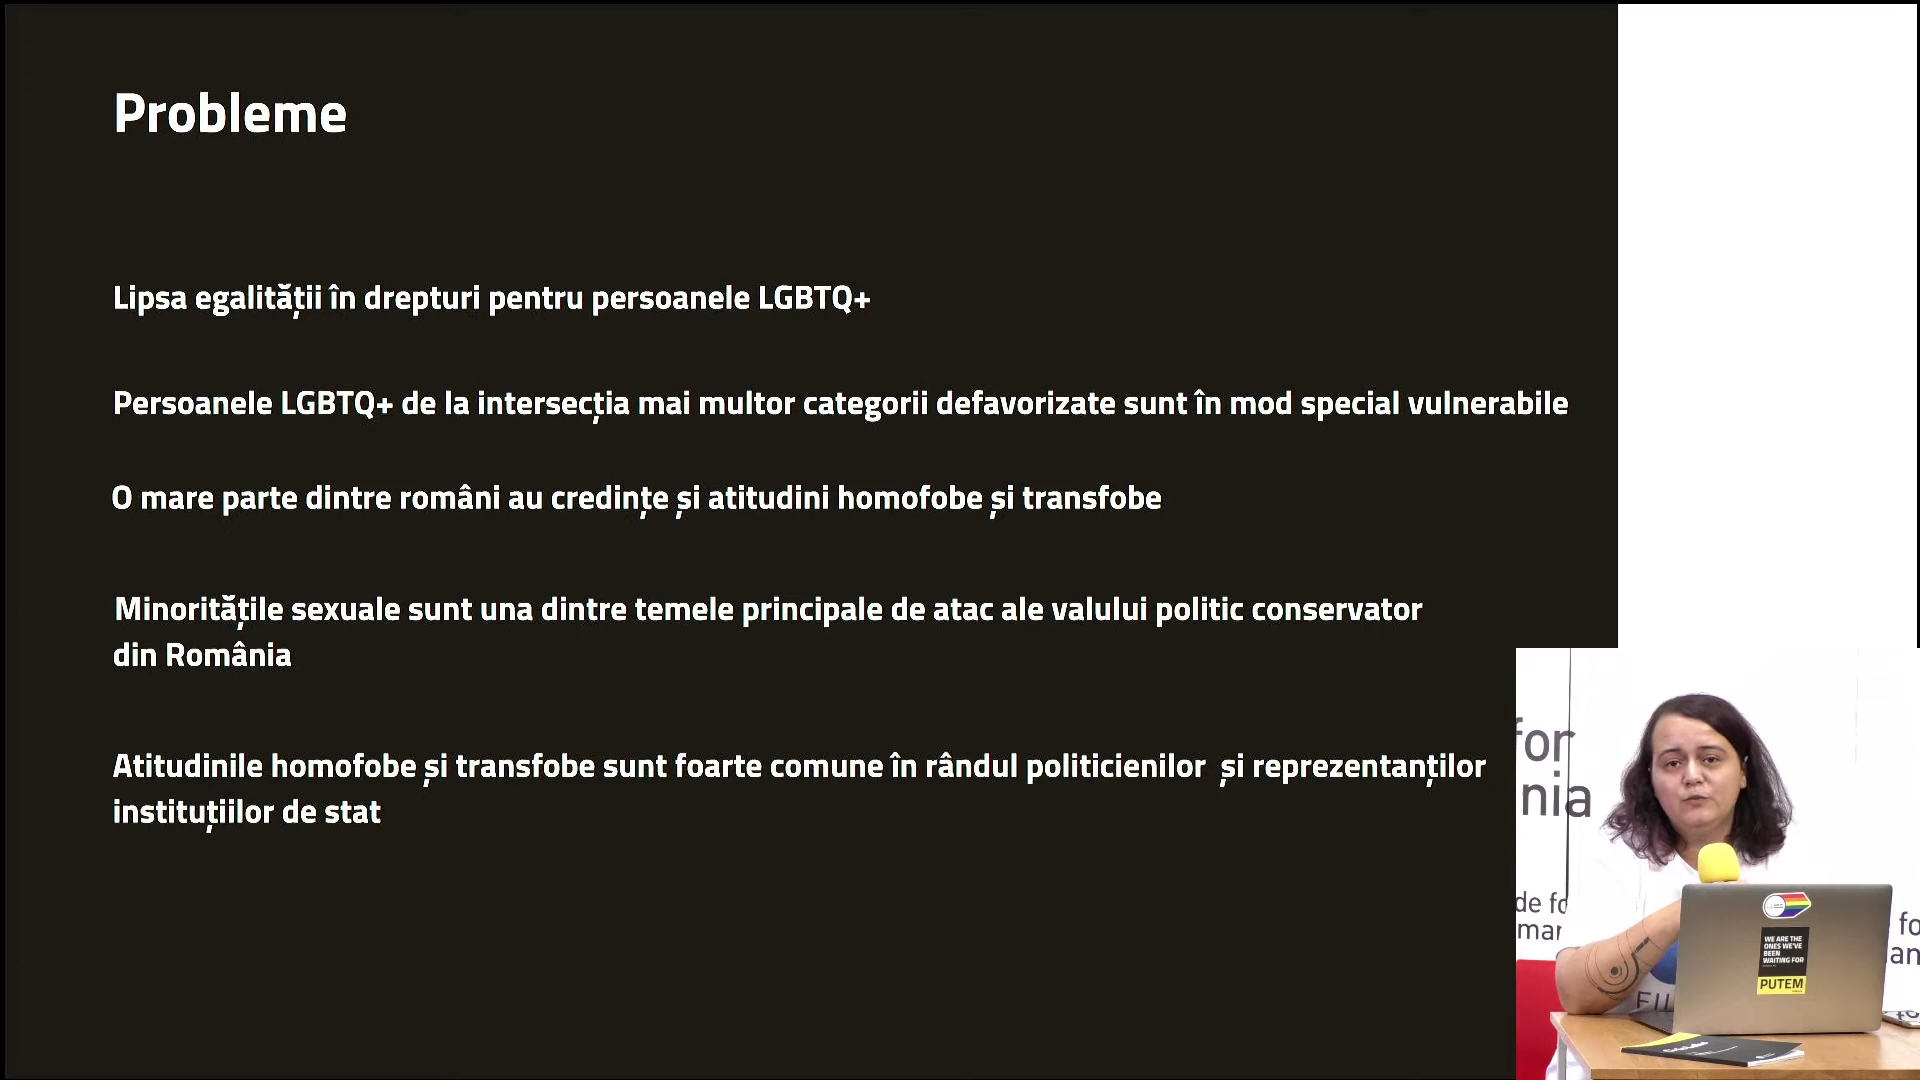 Probleme
Lipsa egalității în drepturi pentru persoanele LGBTQ+
Persoanele LGBTQ+ de la intersecția mai multor categorii defavorizate sunt în mod special vulnerabile
O mare parte dintre români au credințe și atitudini homofobe și transfobe
Minoritățile sexuale sunt una dintre temele principale de atac ale valului politic conservator
din România
Atitudinile homofobe și transfobe sunt foarte comune în rândul politicienilor și reprezentanților
instituțiilor de stat
for
nia
de fo
mar
fo
an
WE ARE THE
ONES WE'VE
BEEN
WAITING FOR
PUTEM
FIL